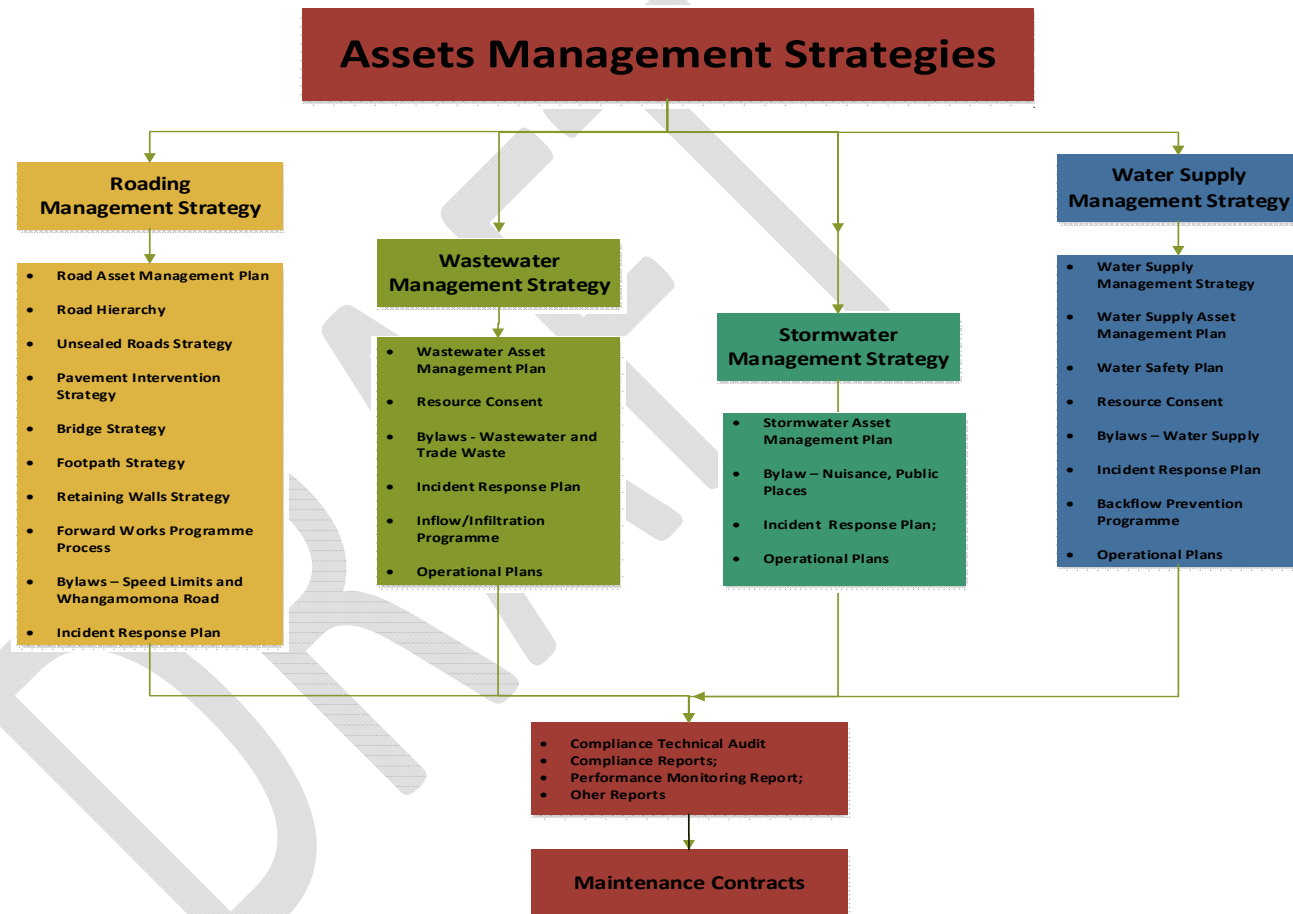 Assets Management Strategies
Roading
Management Strategy
• Road Asset Management Plan
• Road Hierarchy
• Unsealed Roads Strategy
• Pavement Intervention
Strategy
• Bridge Strategy
• Footpath Strategy
• Retaining Walls Strategy
• Forward Works Programme
Process
• Bylaws – Speed Limits and
Whangamomona Road
• Incident Response Plan
Wastewater
Management Strategy
• Wastewater Asset
Management Plan
• Resource Consent
• Bylaws - Wastewater and
Trade Waste
• Incident Response Plan
• Inflow/Infiltration
Programme
• Operational Plans
Stormwater
Management Strategy
• Stormwater Asset
Management Plan
• Bylaw – Nuisance, Public
Places
• Incident Response Plan;
• Operational Plans
Water Supply
Management Strategy
• Water Supply
Management Strategy
• Water Supply Asset
Management Plan
• Water Safety Plan
• Resource Consent
• Bylaws – Water Supply
• Incident Response Plan
• Backflow Prevention
Programme
• Operational Plans
• Compliance Technical Audit
• Compliance Reports;
• Performance Monitoring Report;
• Oher Reports
Maintenance Contracts
DRAFT